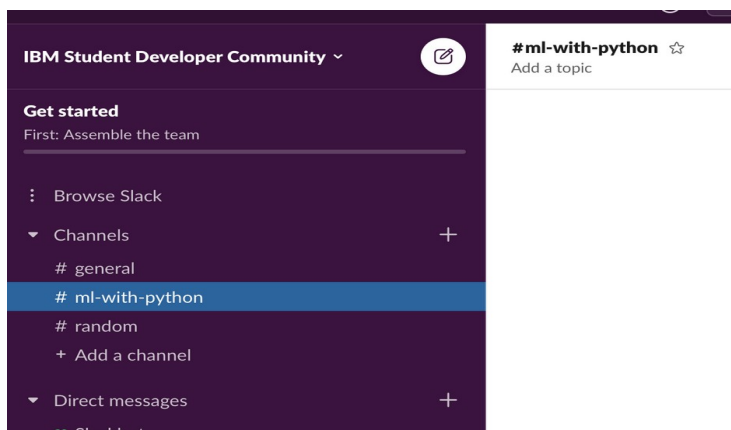 IBM Student Developer Community
Get started
First: Assemble the team
Browse Slack
Channels
# general
# ml-with-python
# random
+ Add a channel
Direct messages
#ml-with-python
Add a topic